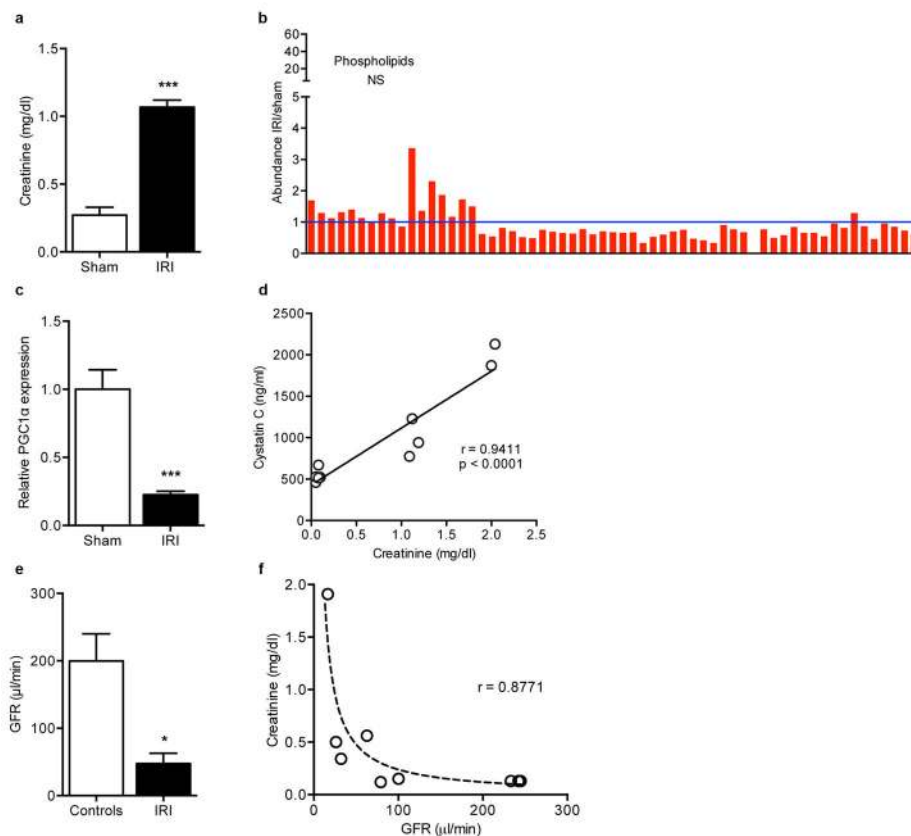 a
1.5
1.0
0.5
0.0
Creatinine (mg/dl)
***
Sham IRI
b
60
40
20
5
4
3
2
1
0
Abundance IRI/sham
Phospholipids
NS
c
1.5
1.0
0.5
0.0
Relative PGC1α expression
***
Sham IRI
d
2500
2000
1500
1000
500
0
Cystatin C (ng/ml)
r = 0.9411
p < 0.0001
0.0 0.5 1.0 1.5 2.0 2.5
Creatinine (mg/dl)
e
300
200
100
0
GFR (μl/min)
*
Controls IRI
f
2.0
1.5
1.0
0.5
0.0
Creatinine (mg/dl)
r = 0.8771
0 100 200 300
GFR (μl/min)